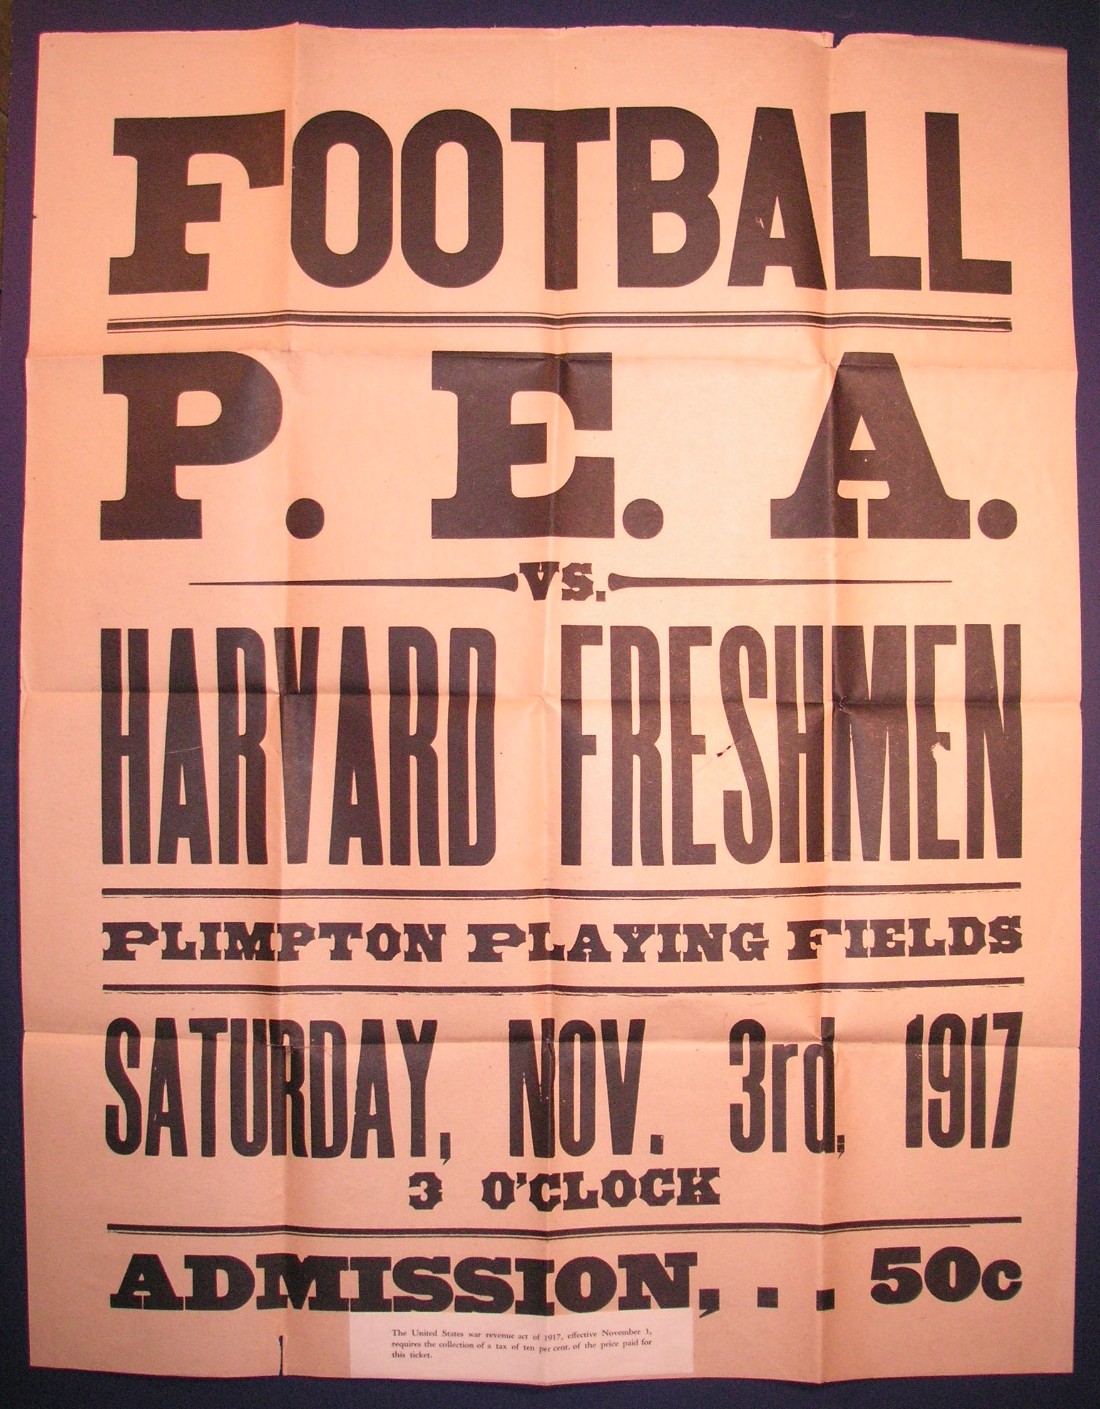 FOOTBALL
P. E. A.
VS.
HARVARD FRESHMEN
PLIMPTON PLAYING FIELDS
SATURDAY, NOV. 3rd, 1917
3 O'CLOCK
ADMISSION, . . 50c
The United States war revenue act of 1917, effective November 1,
requires the collection of a tax of ten per cent. of the price paid for
this ticket.